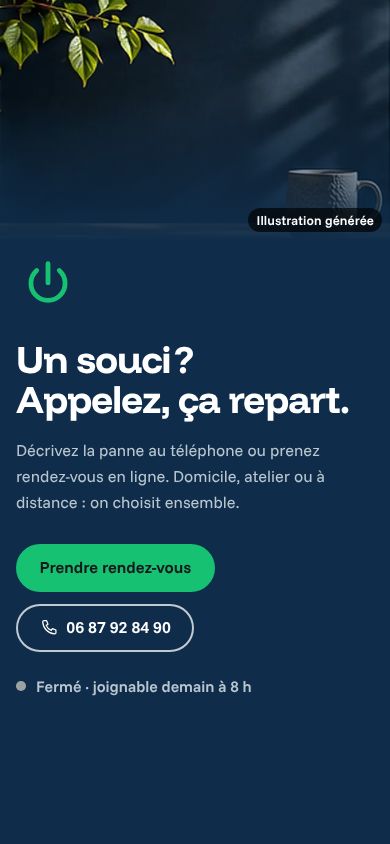 Illustration générée
Un souci ?
Appelez, ça repart.
Décrivez la panne au téléphone ou prenez
rendez-vous en ligne. Domicile, atelier ou à
distance : on choisit ensemble.
Prendre rendez-vous
06 87 92 84 90
Fermé · joignable demain à 8 h